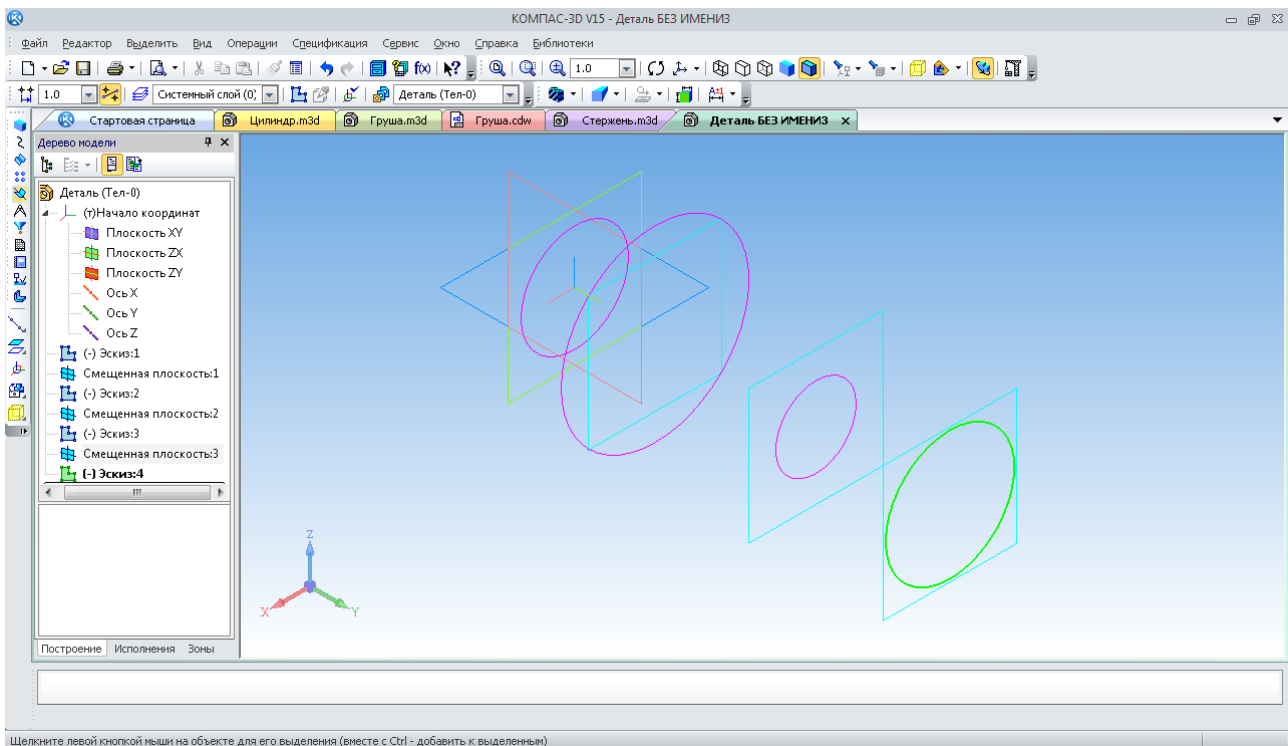 КОМПАС-3D V15 - Деталь БЕЗ ИМЕНИ3
Файл Редактор Выделить Вид Операции Спецификация Сервис Окно Справка Библиотеки
f(x) 1.0
1.0 Системный слой (0; Деталь (Тел-0)
Стартовая страница Цилиндр.m3d Груша.m3d Груша.cdw Стержень.m3d Деталь БЕЗ ИМЕНИ3
Дерево модели
Деталь (Тел-0)
(т)Начало координат
Плоскость XY
Плоскость ZX
Плоскость ZY
Ось X
Ось Y
Ось Z
(-) Эскиз:1
Смещенная плоскость:1
(-) Эскиз:2
Смещенная плоскость:2
(-) Эскиз:3
Смещенная плоскость:3
(-) Эскиз:4
Z
X Y
Построение Исполнения Зоны
Щелкните левой кнопкой мыши на объекте для его выделения (вместе с Ctrl - добавить к выделенным)